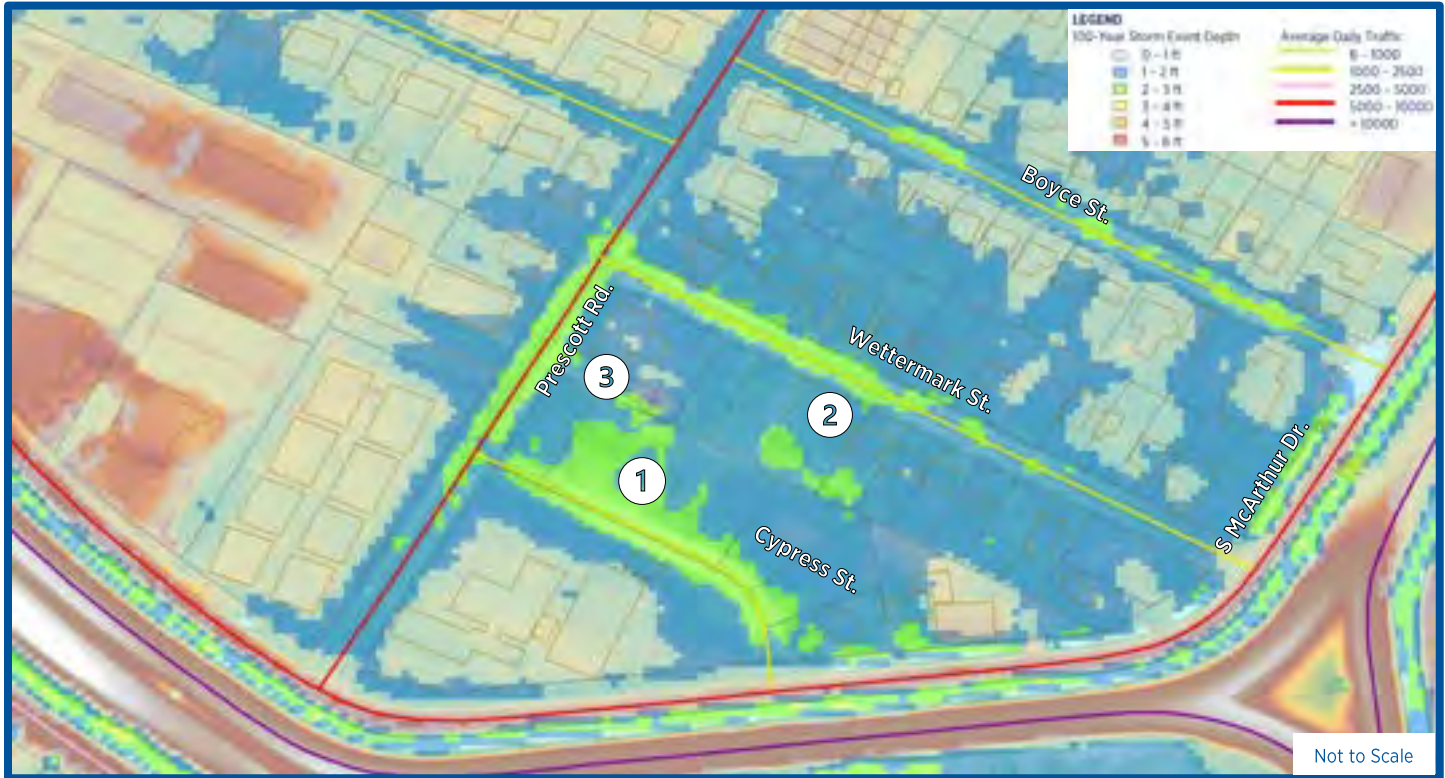 LEGEND
100-Year Storm Event Depth
0 - 1 ft
1 - 2 ft
2 - 3 ft
3 - 4 ft
4 - 5 ft
5 - 6 ft
Average Daily Traffic
1000 - 2500
2500 - 5000
5000 - 10000
> 10000
Boyce St.
Prescott Rd.
Wettermark St.
3
2
S McArthur Dr.
1
Cypress St.
Not to Scale